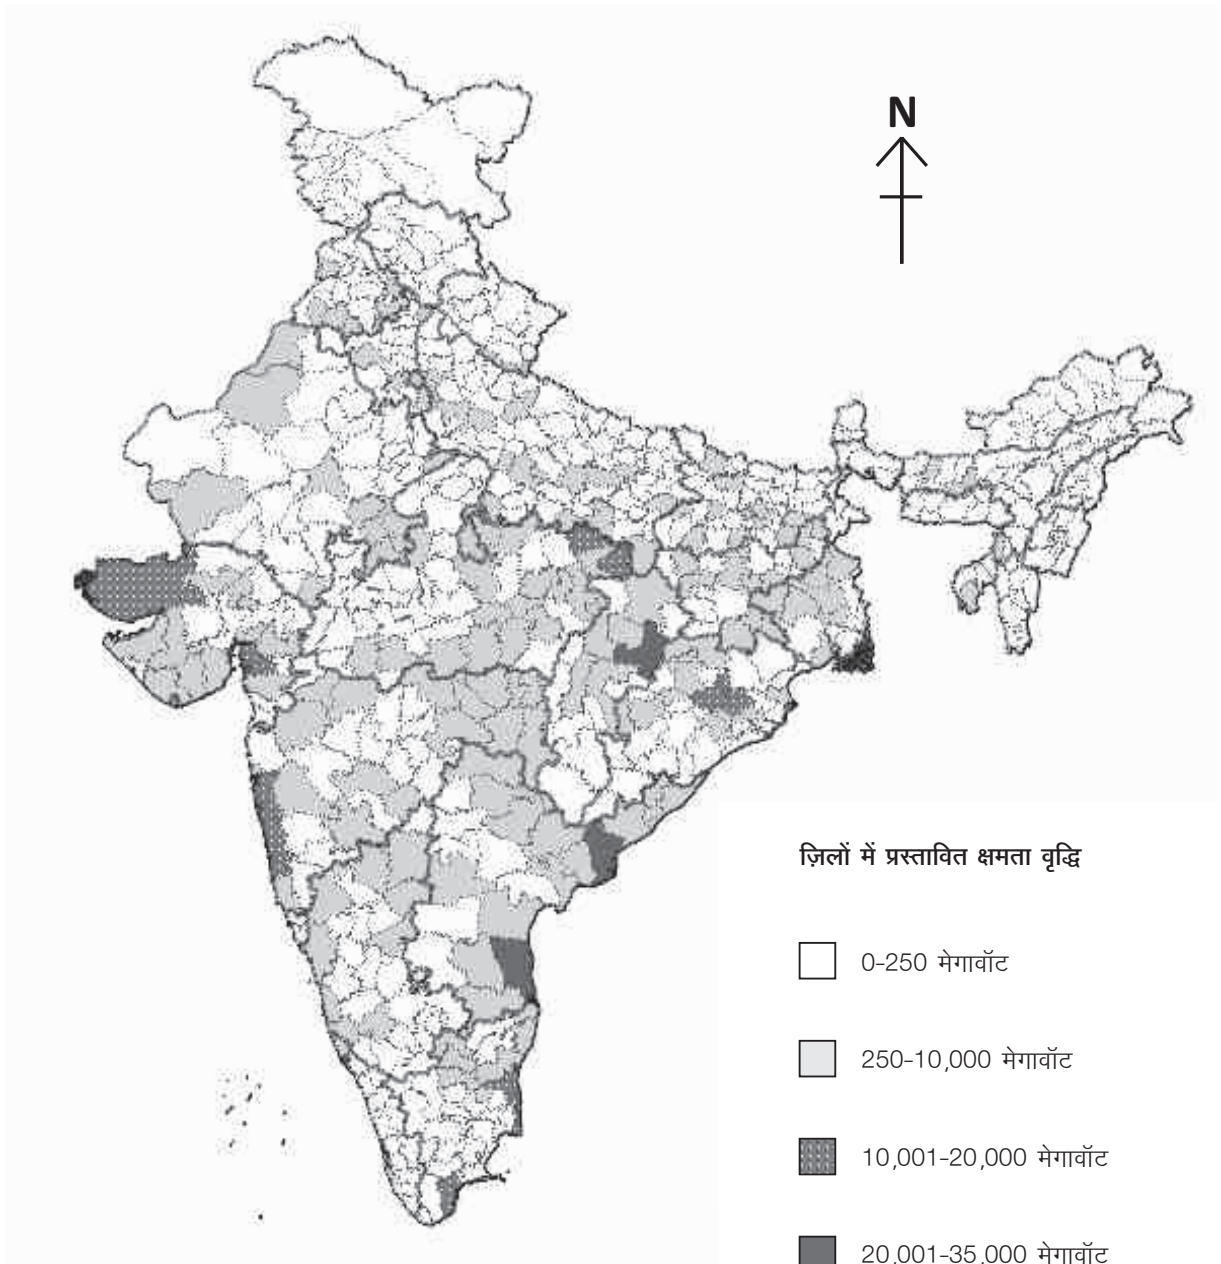 N
ज़िलों में प्रस्तावित क्षमता वृद्धि
0-250 मेगावॉट
250-10,000 मेगावॉट
10,001-20,000 मेगावॉट
20,001-35,000 मेगावॉट